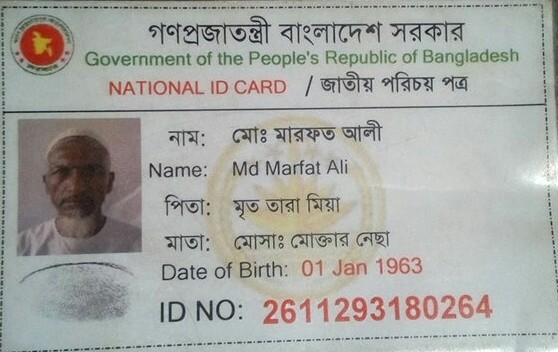 গণপ্রজাতন্ত্রী বাংলাদেশ সরকার
Government of the People's Republic of Bangladesh
NATIONAL ID CARD / জাতীয় পরিচয় পত্র
নাম: মোঃ মারফত আলী
Name: Md Marfat Ali
পিতা: মৃত তারা মিয়া
মাতা: মোসাঃ মোক্তার নেছা
Date of Birth: 01 Jan 1963
ID NO: 2611293180264